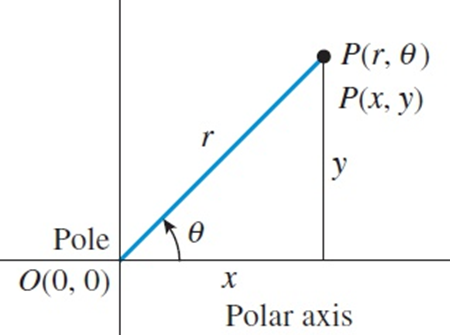 P(r, θ)
P(x, y)
r
y
θ
Pole
O(0, 0)
x
Polar axis